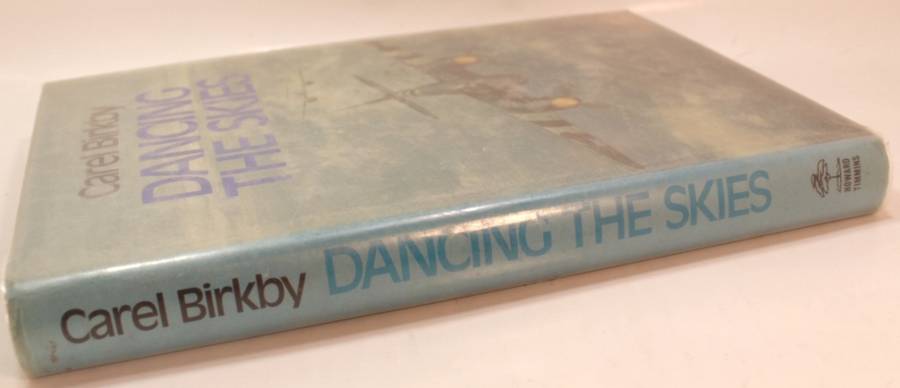 Carel Birkby
DANCING
THE SKIES
Carel Birkby DANCING THE SKIES
HOWARD
TIMMINS